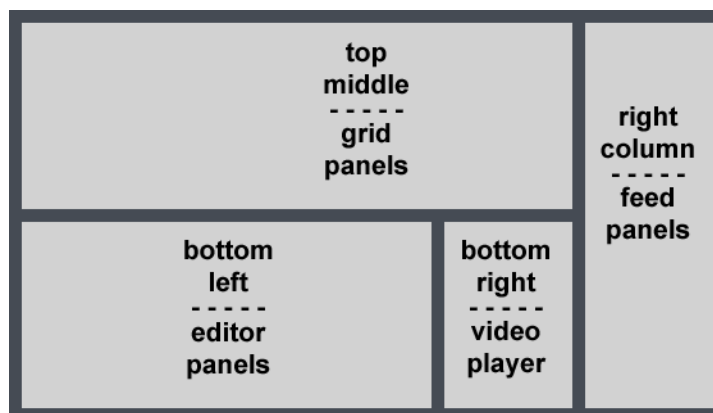 top
middle
- - - - -
grid
panels
right
column
- - - - -
feed
panels
bottom
left
- - - - -
editor
panels
bottom
right
- - - - -
video
player